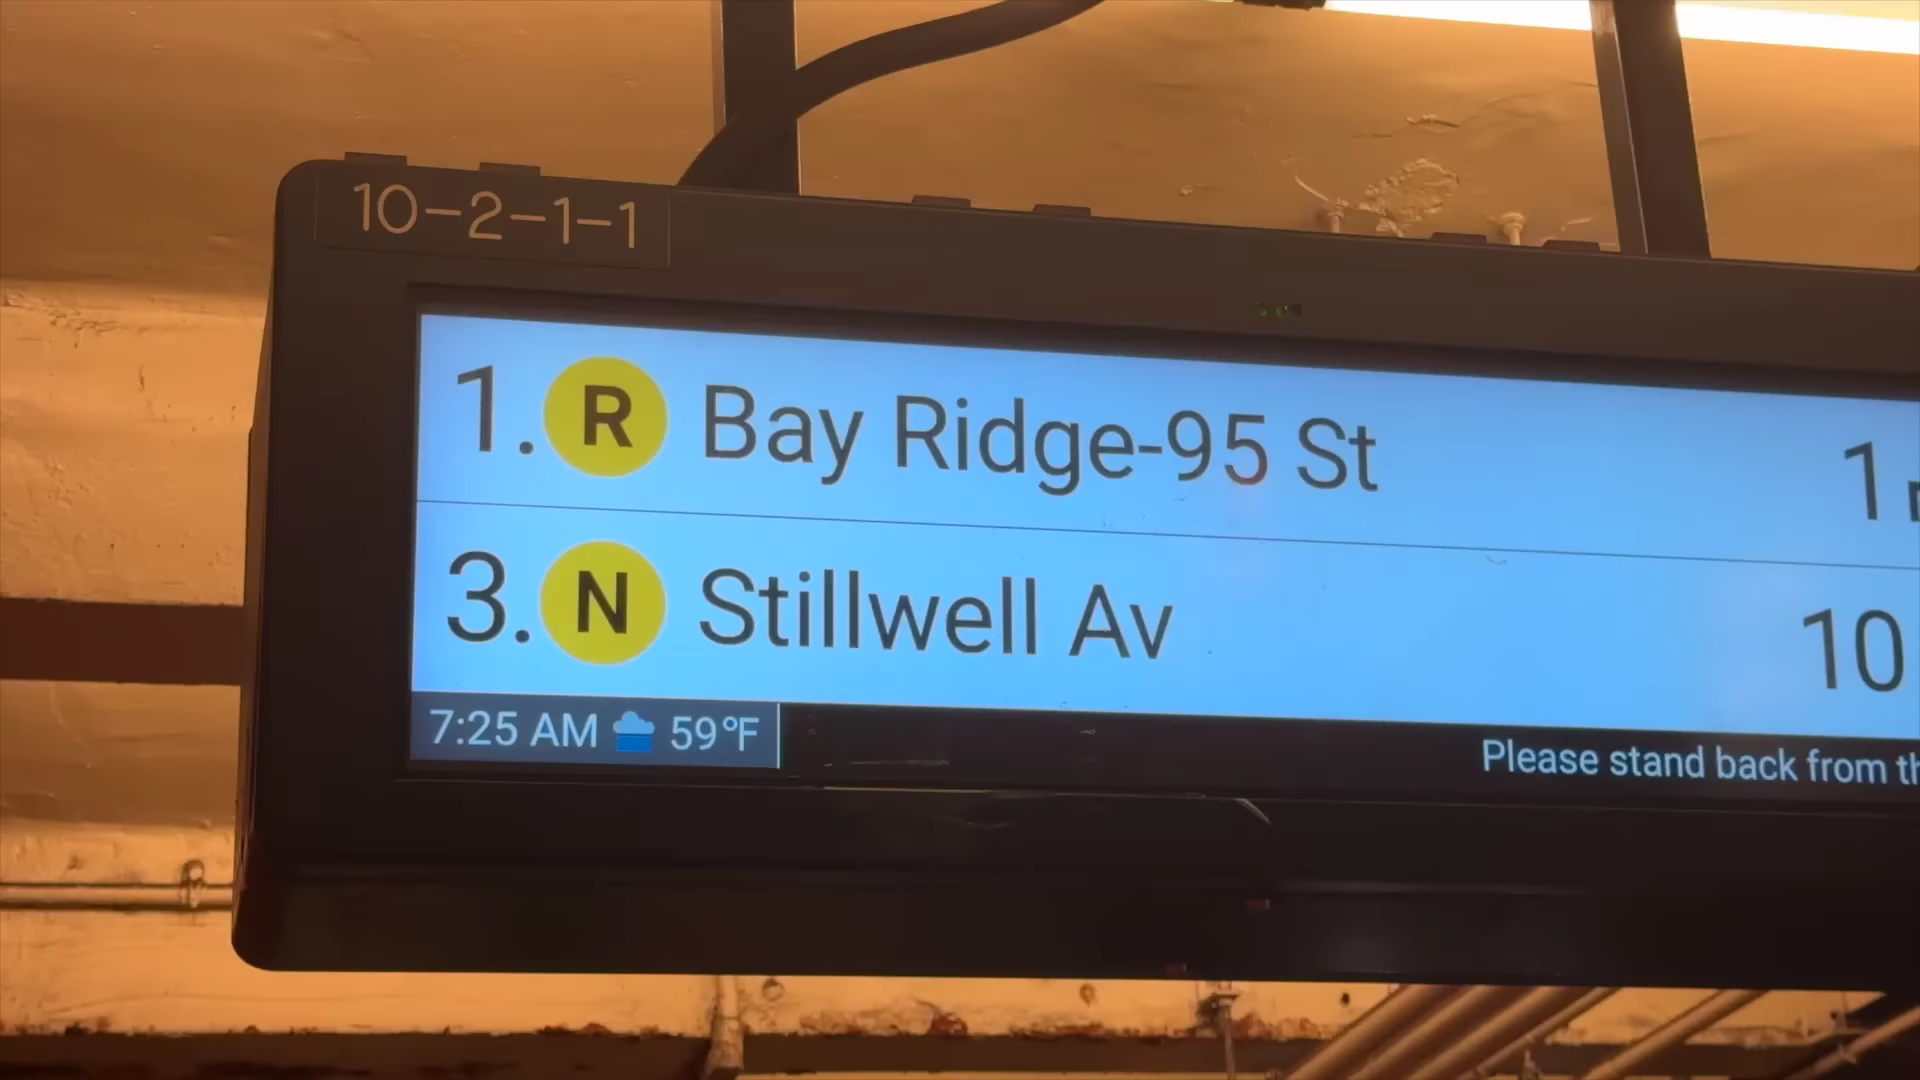 10-2-1-1
1. R Bay Ridge-95 St 1
3. N Stillwell Av 10
7:25 AM 59°F Please stand back from